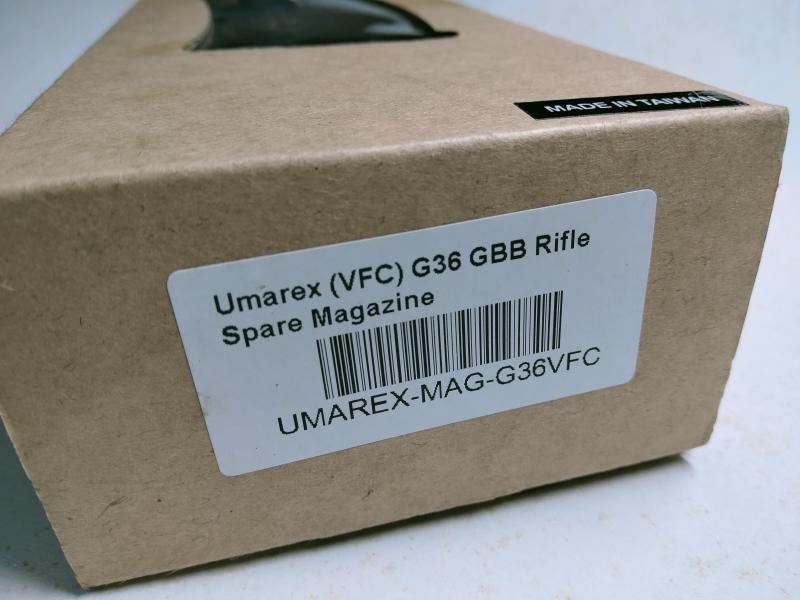 MADE IN TAIWAN
Umarex (VFC) G36 GBB Rifle
Spare Magazine
UMAREX-MAG-G36VFC